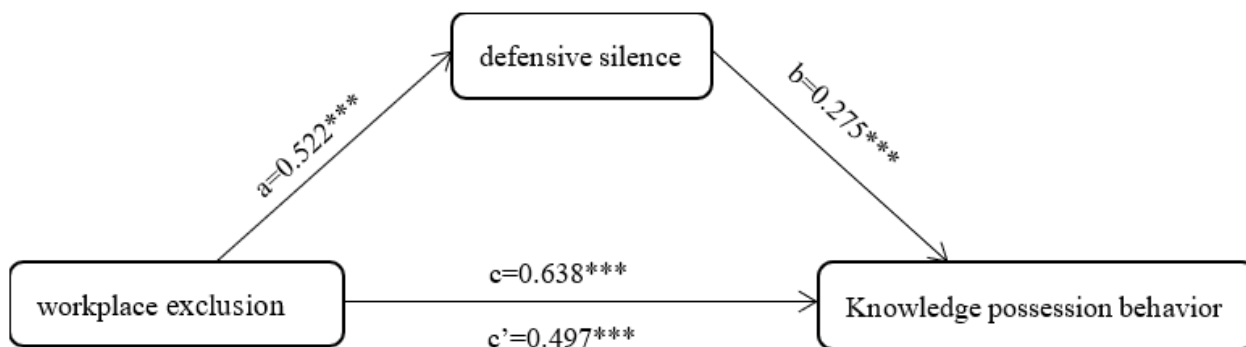 defensive silence
a=0.522***
b=0.275***
workplace exclusion
c=0.638***
c’=0.497***
Knowledge possession behavior